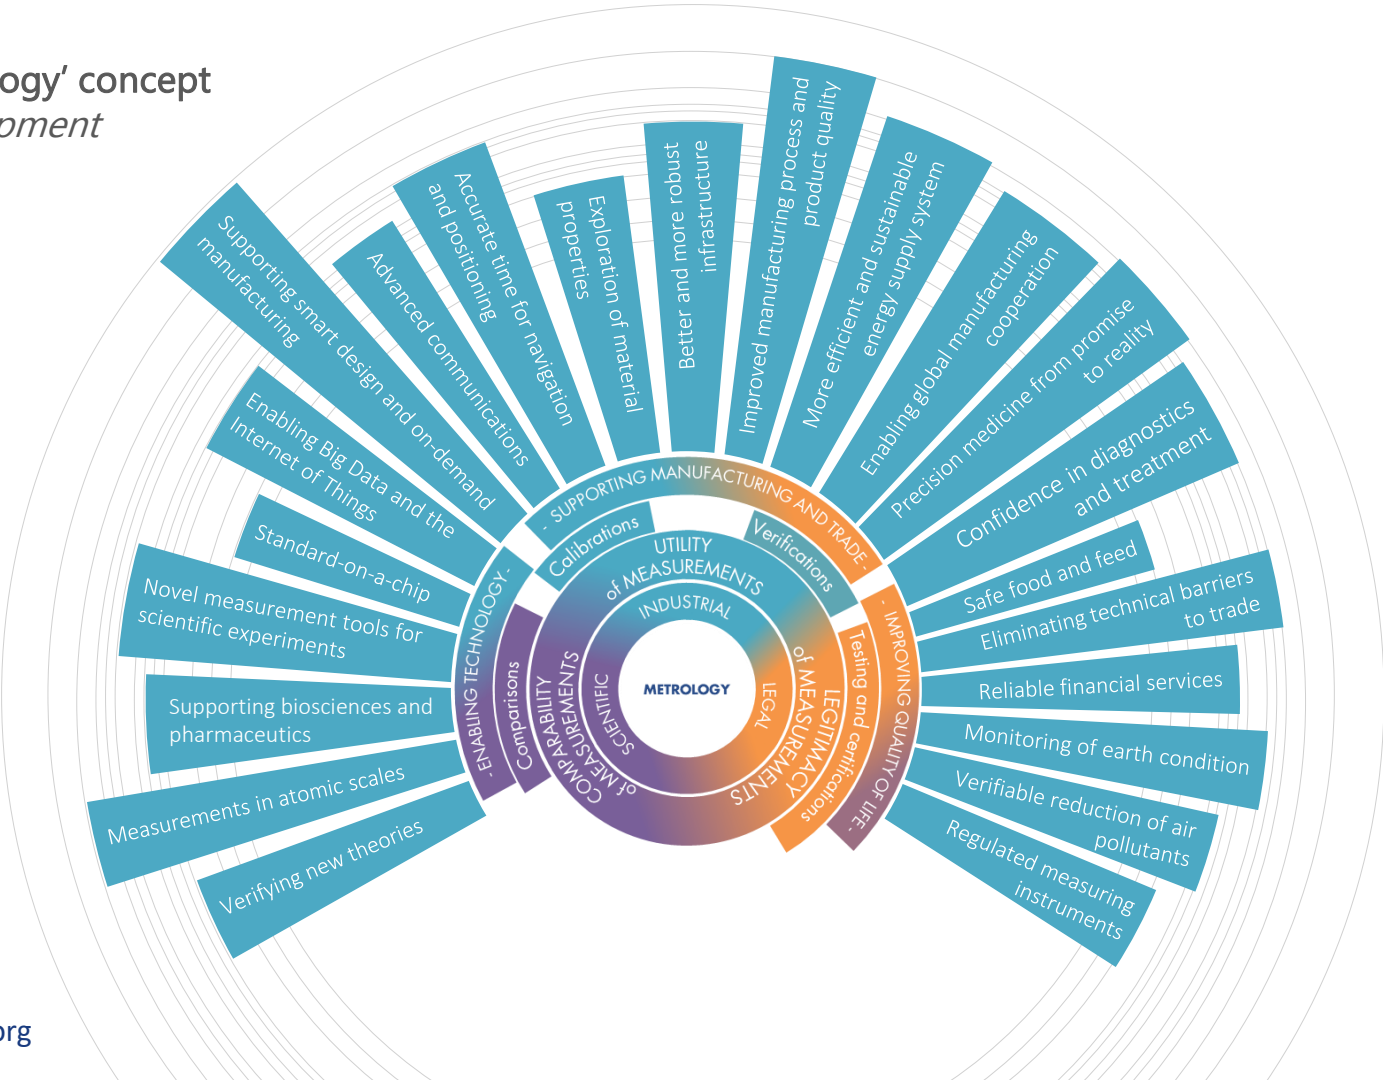 ogy’ concept
pment
Verifying new theories
Measurements in atomic scales
Supporting biosciences and
pharmaceutics
Novel measurement tools for
scientific experiments
Standard-on-a-chip
Enabling Big Data and the
Internet of Things
Supporting smart design and on-demand
manufacturing
Advanced communications
Accurate time for navigation
and positioning
Exploration of material
properties
Better and more robust
infrastructure
Improved manufacturing process and
product quality
More efficient and sustainable
energy supply system
Enabling global manufacturing
cooperation
Precision medicine from promise
to reality
Confidence in diagnostics
and treatment
Safe food and feed
Eliminating technical barriers
to trade
Reliable financial services
Monitoring of earth condition
Verifiable reduction of air
pollutants
Regulated measuring
instruments
- ENABLING TECHNOLOGY -
- SUPPORTING MANUFACTURING AND TRADE -
- IMPROVING QUALITY OF LIFE -
Comparisons
Calibrations
Verifications
Testing and certifications
COMPARABILITY
of MEASUREMENTS
UTILITY
of MEASUREMENTS
LEGITIMACY
of MEASUREMENTS
SCIENTIFIC
INDUSTRIAL
LEGAL
METROLOGY
org